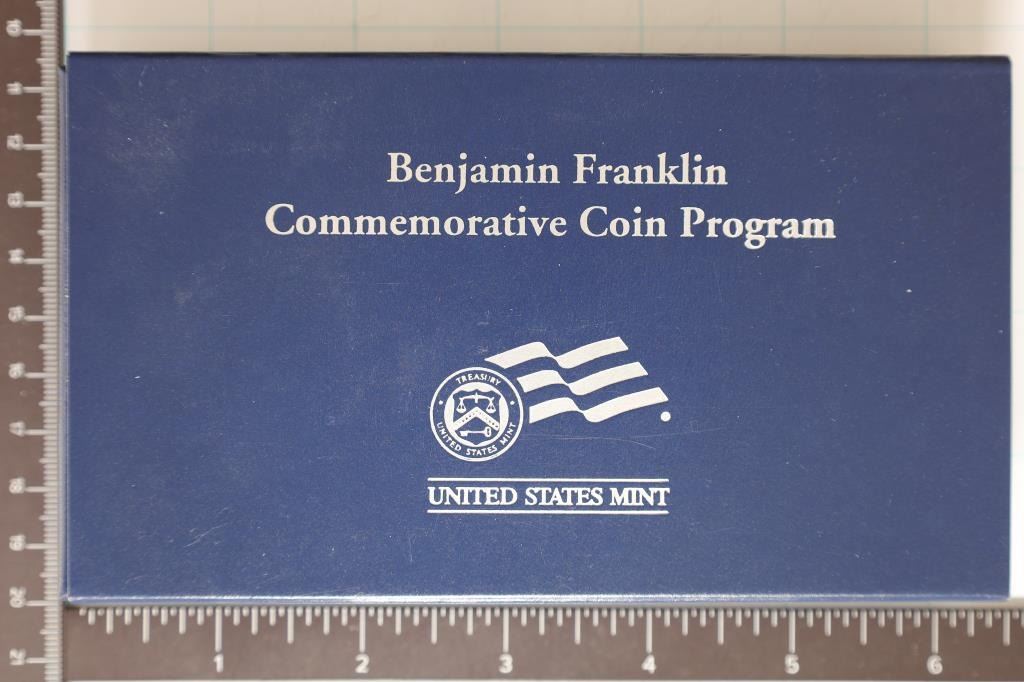 Benjamin Franklin
Commemorative Coin Program
TREASURY
UNITED STATES MINT
UNITED STATES MINT
1 2 3 4 5 6